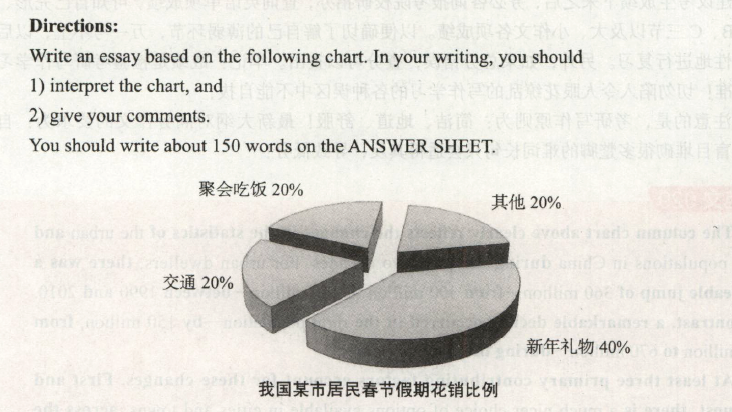 Directions:
Write an essay based on the following chart. In your writing, you should
1) interpret the chart, and
2) give your comments.
You should write about 150 words on the ANSWER SHEET.
聚会吃饭 20%
其他 20%
交通 20%
新年礼物 40%
我国某市居民春节假期花销比例